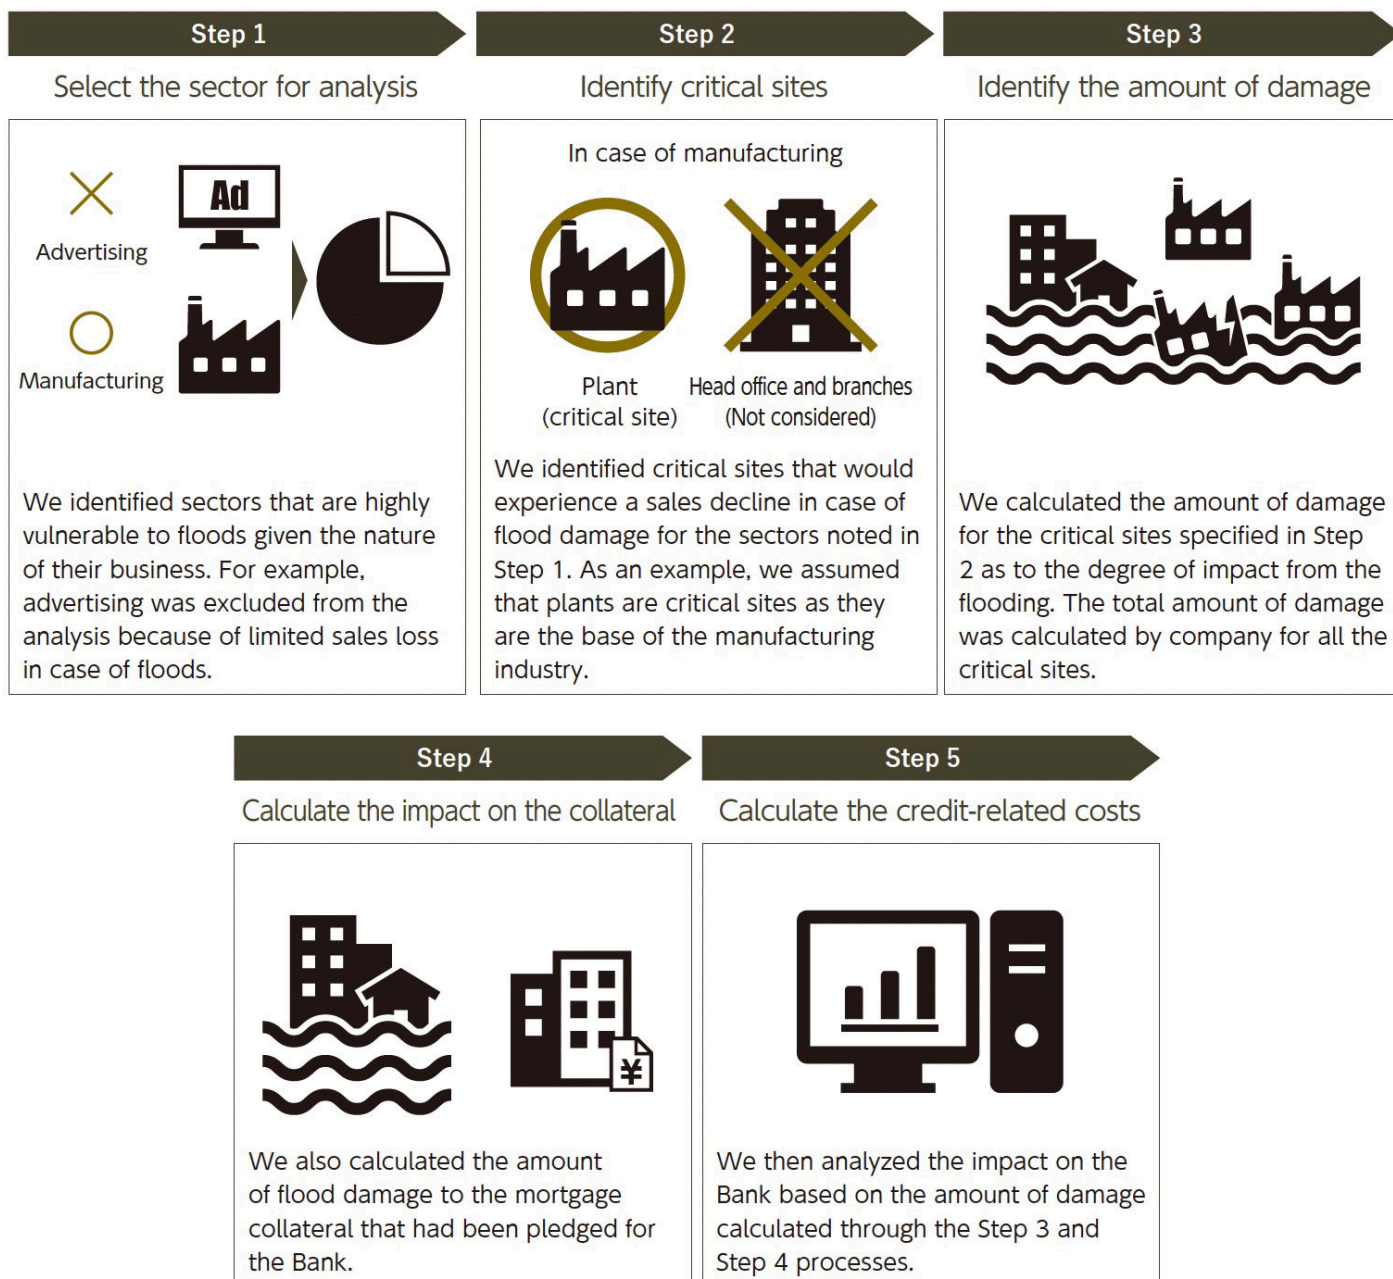 Step 1
Select the sector for analysis
Advertising
Ad
Manufacturing
We identified sectors that are highly
vulnerable to floods given the nature
of their business. For example,
advertising was excluded from the
analysis because of limited sales loss
in case of floods.
Step 2
Identify critical sites
In case of manufacturing
Plant
(critical site)
Head office and branches
(Not considered)
We identified critical sites that would
experience a sales decline in case of
flood damage for the sectors noted in
Step 1. As an example, we assumed
that plants are critical sites as they
are the base of the manufacturing
industry.
Step 3
Identify the amount of damage
We calculated the amount of damage
for the critical sites specified in Step
2 as to the degree of impact from the
flooding. The total amount of damage
was calculated by company for all the
critical sites.
Step 4
Calculate the impact on the collateral
¥
We also calculated the amount
of flood damage to the mortgage
collateral that had been pledged for
the Bank.
Step 5
Calculate the credit-related costs
We then analyzed the impact on the
Bank based on the amount of damage
calculated through the Step 3 and
Step 4 processes.